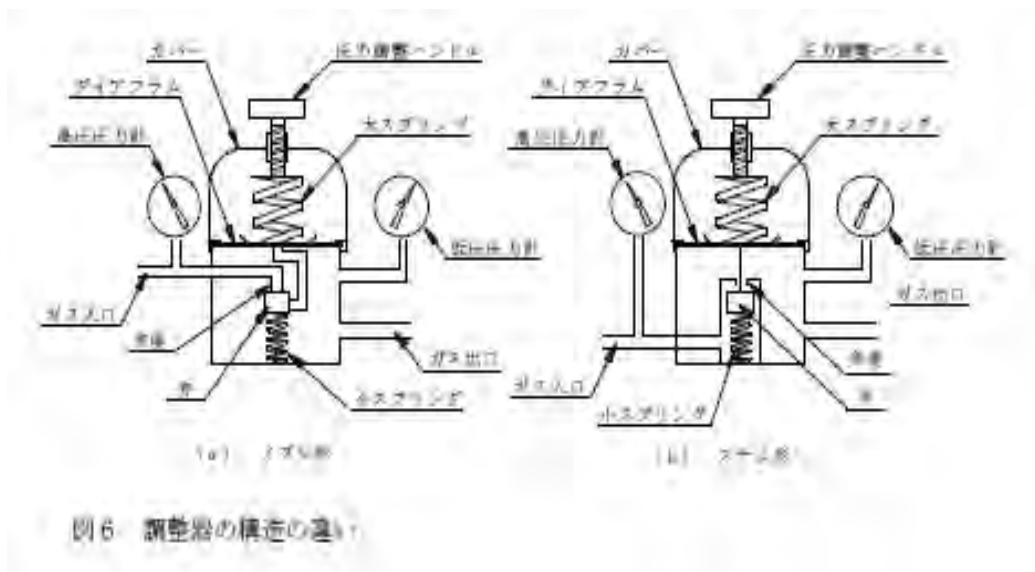 カバー
圧力調整ハンドル
ダイアフラム
大スプリング
高圧圧力計
低圧圧力計
ガス入口
弁座
弁
ガス出口
小スプリング
(a) ノズル形
カバー
圧力調整ハンドル
ダイアフラム
大スプリング
高圧圧力計
低圧圧力計
ガス出口
ガス入口
弁座
弁
小スプリング
(b) ステム形
図6 調整器の構造の違い